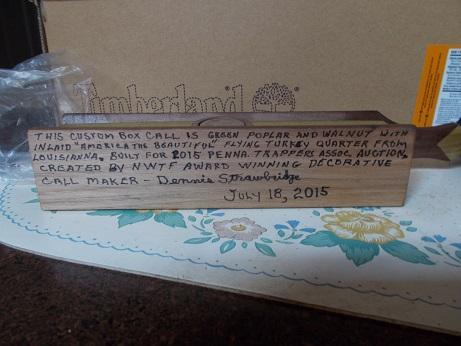 Timberland
THIS CUSTOM BOX CALL IS GREEN POPLAR AND WALNUT WITH
INLAID "AMERICA THE BEAUTIFUL" FLYING TURKEY QUARTER FROM
LOUISIANNA. BUILT FOR 2015 PENNA. TRAPPERS ASSOC. AUCTION,
CREATED BY NWTF AWARD WINNING DECORATIVE
CALL MAKER - Dennis Strawbridge
JULY 18, 2015